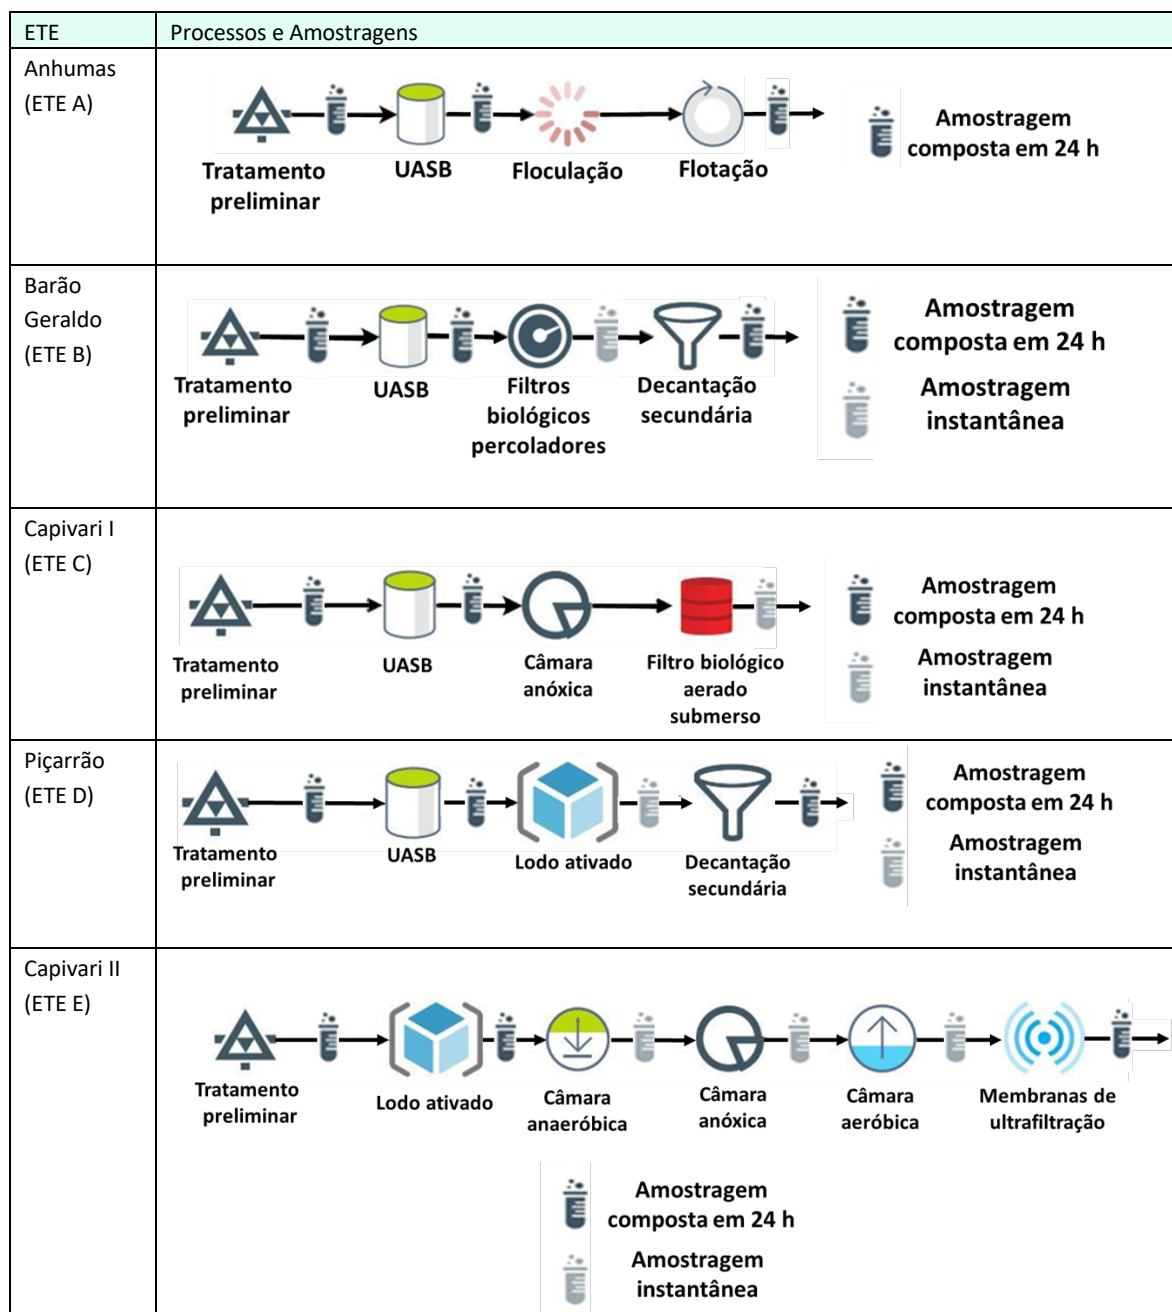 ETE
Processos e Amostragens
Anhumas
(ETE A)
Tratamento
preliminar
UASB
Floculação
Flotação
Amostragem
composta em 24 h
Barão
Geraldo
(ETE B)
Tratamento
preliminar
UASB
Filtros
biológicos
percoladores
Decantação
secundária
Amostragem
composta em 24 h
Amostragem
instantânea
Capivari I
(ETE C)
Tratamento
preliminar
UASB
Câmara
anóxica
Filtro biológico
aerado
submerso
Amostragem
composta em 24 h
Amostragem
instantânea
Piçarrão
(ETE D)
Tratamento
preliminar
UASB
Lodo ativado
Decantação
secundária
Amostragem
composta em 24 h
Amostragem
instantânea
Capivari II
(ETE E)
Tratamento
preliminar
Lodo ativado
Câmara
anaeróbica
Câmara
anóxica
Câmara
aeróbica
Membranas de
ultrafiltração
Amostragem
composta em 24 h
Amostragem
instantânea